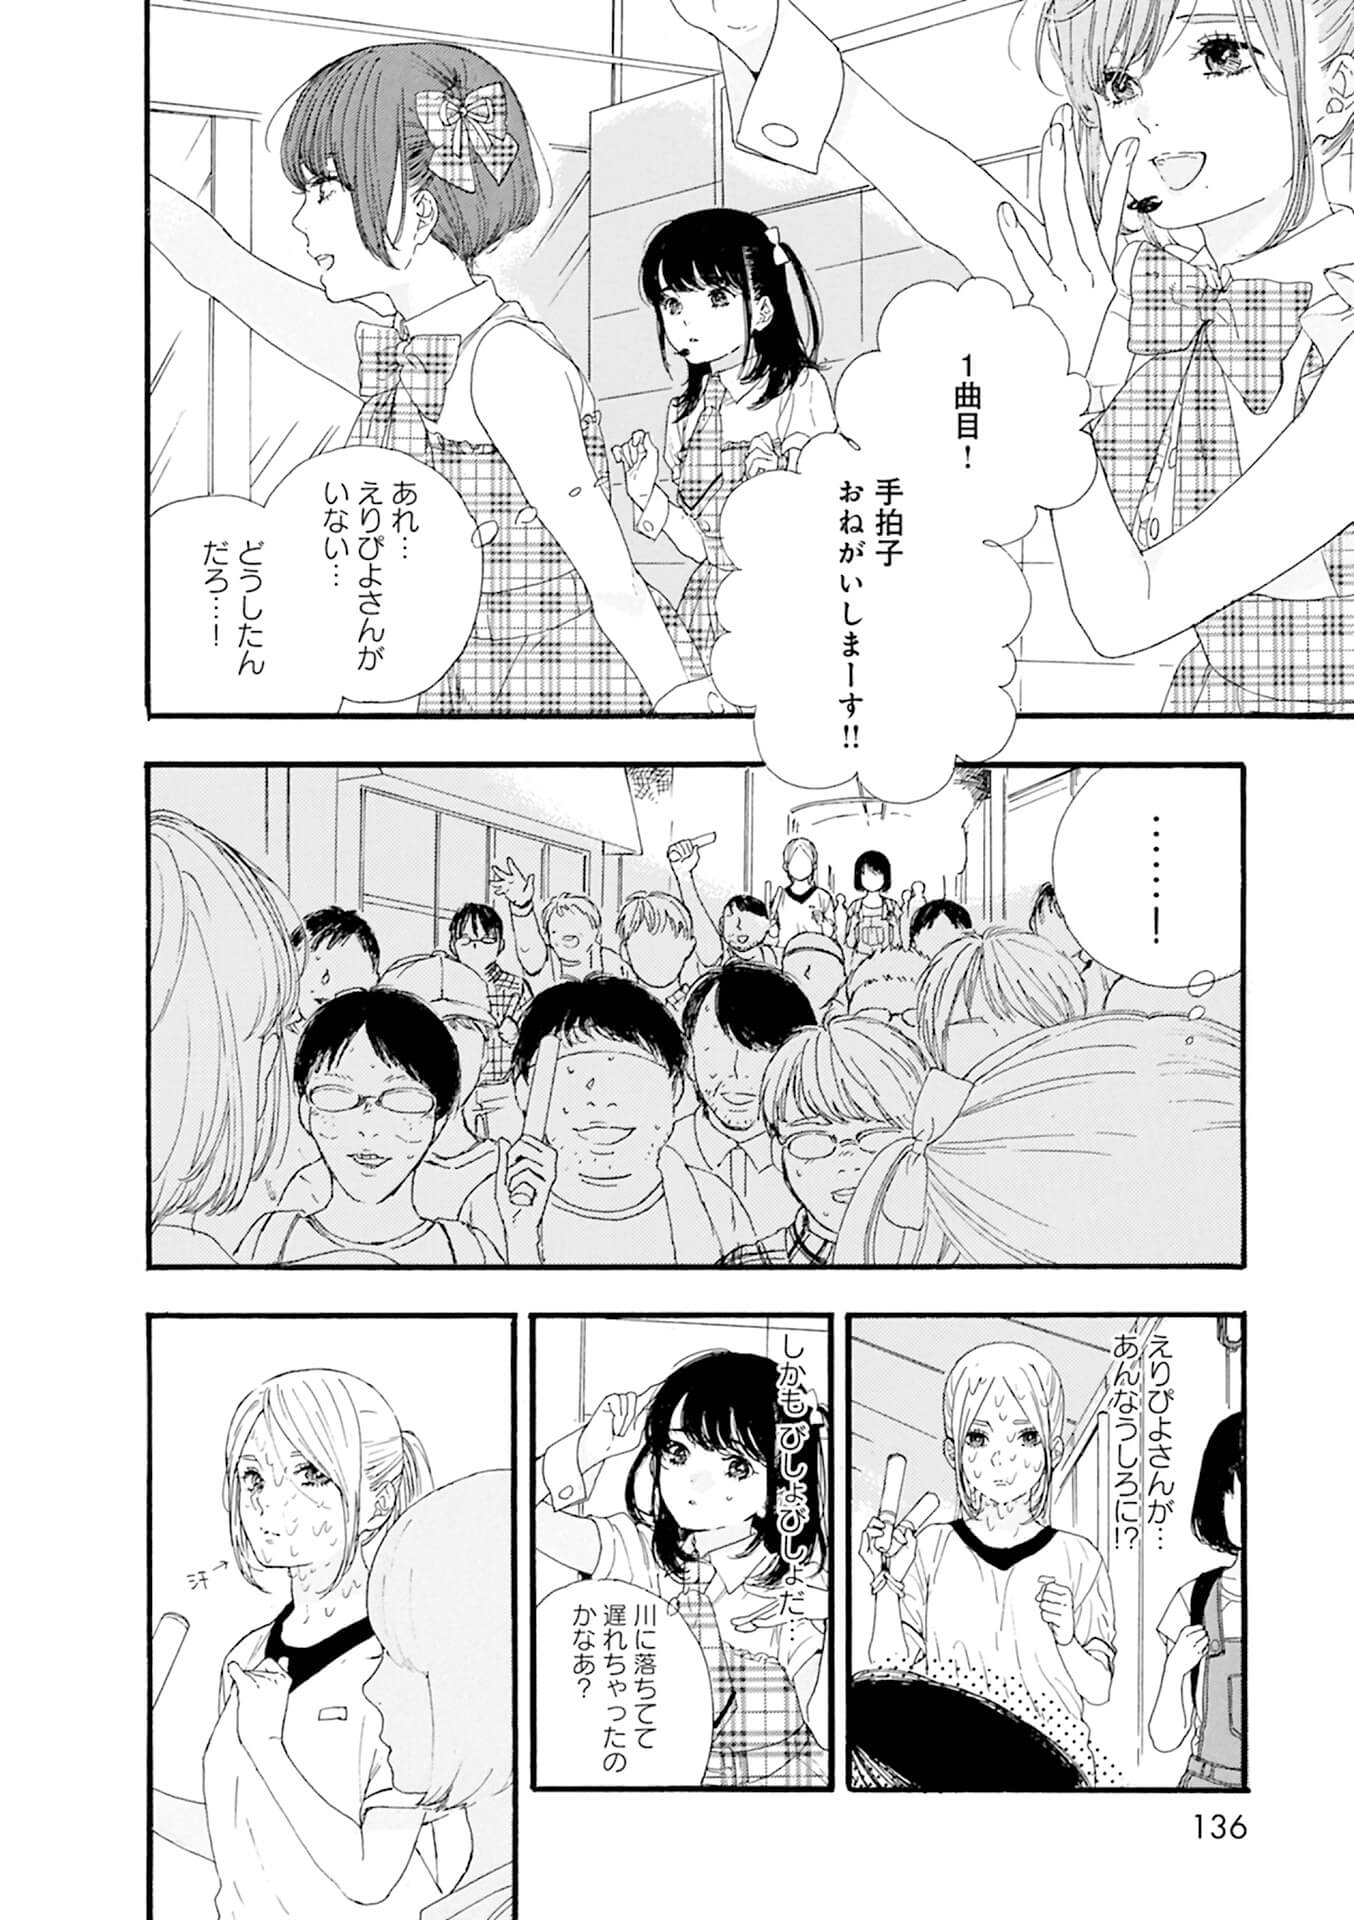 1曲目!
手拍子
おねがいしまーす!!
あれ…
えりぴよさんが
いない…
どうしたん
だろ…!
………!
えりぴよさんが…
あんなうしろに!?
しかもびしょびしょだ…
川に落ちてて
遅れちゃったの
かなあ?
汗
136